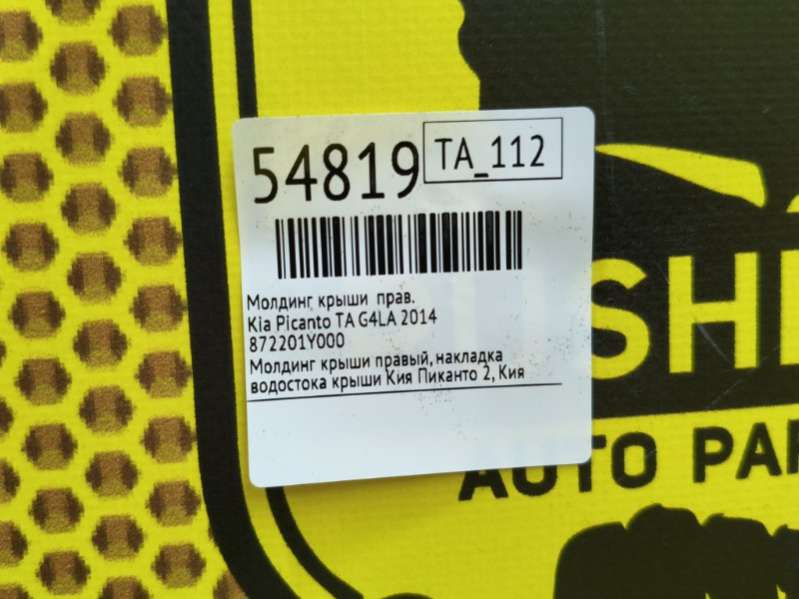 54819
TA_112
Молдинг крыши прав.
Kia Picanto TA G4LA 2014
872201Y000
Молдинг крыши правый, накладка
водостока крыши Кия Пиканто 2, Кия
SH
AUTO PA